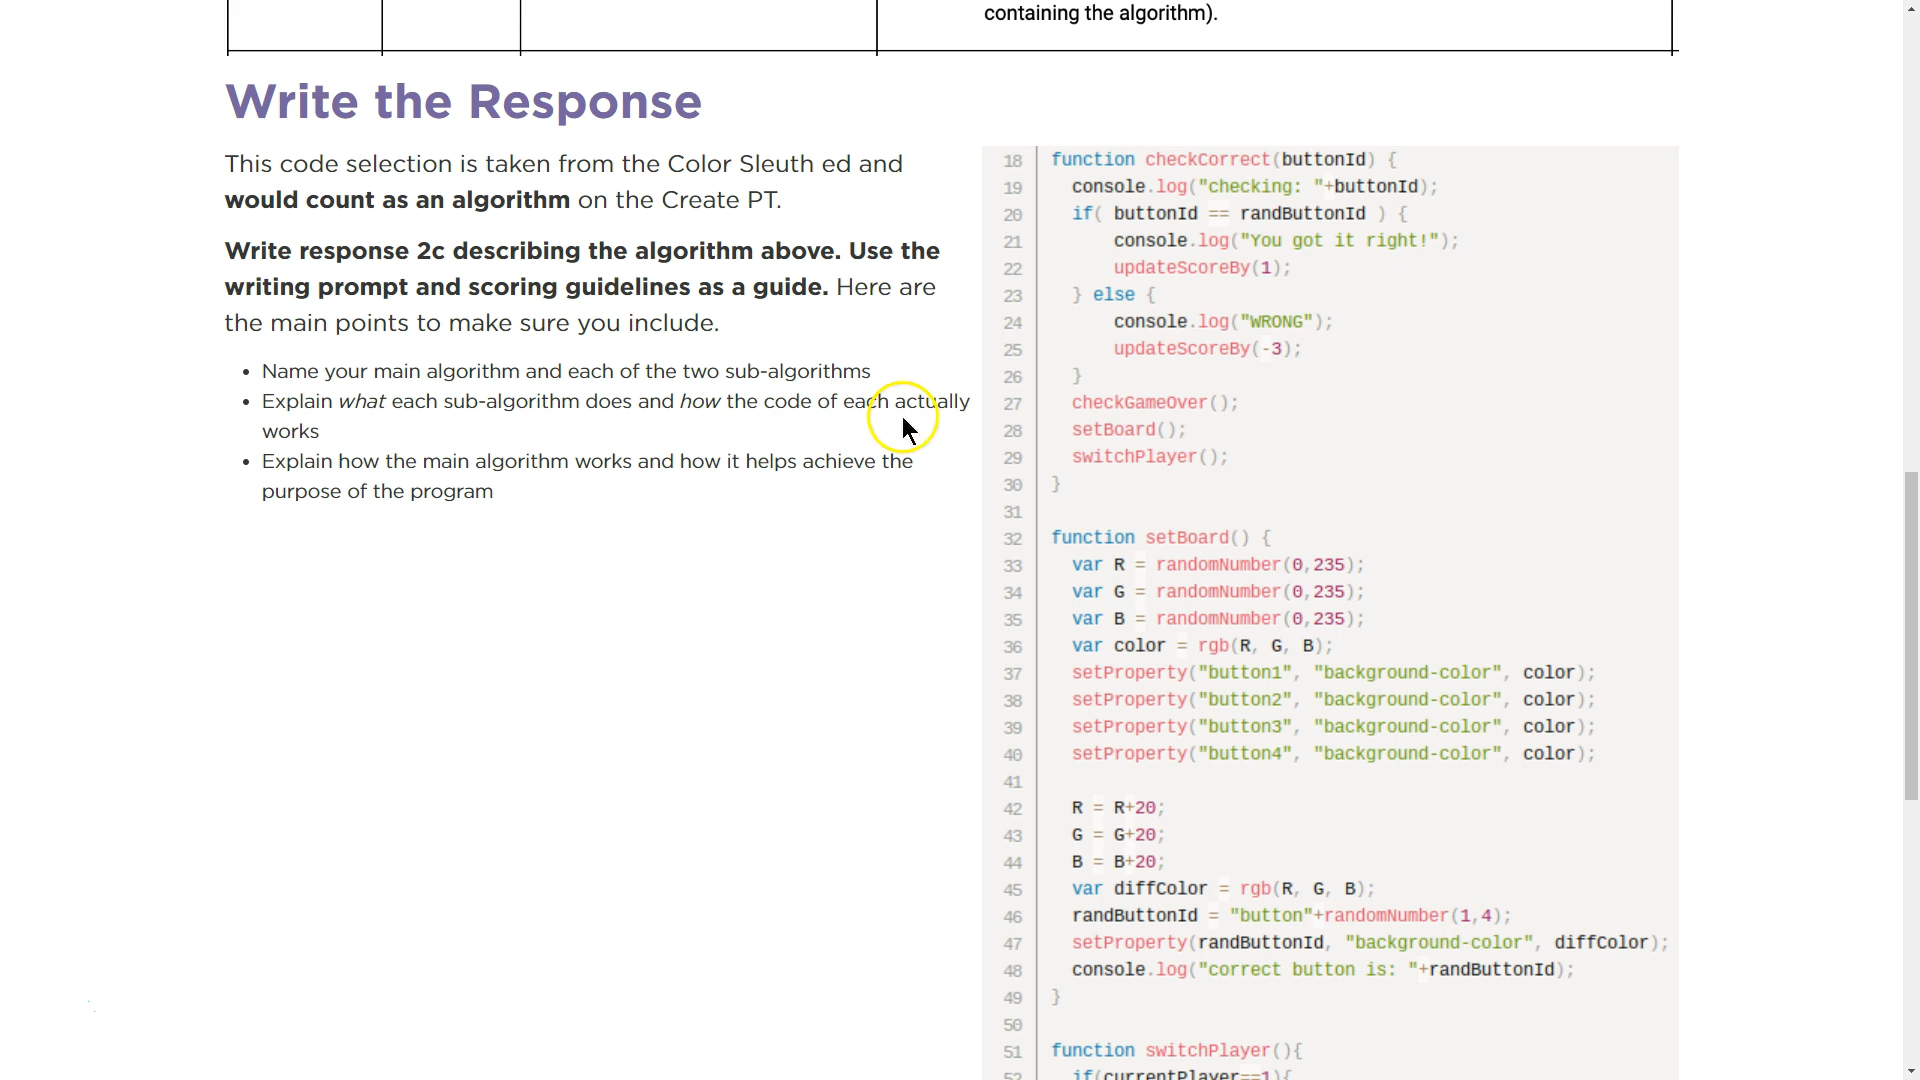 containing the algorithm).
Write the Response
This code selection is taken from the Color Sleuth ed and
would count as an algorithm on the Create PT.
Write response 2c describing the algorithm above. Use the
writing prompt and scoring guidelines as a guide. Here are
the main points to make sure you include.
• Name your main algorithm and each of the two sub-algorithms
• Explain what each sub-algorithm does and how the code of each actually
works
• Explain how the main algorithm works and how it helps achieve the
purpose of the program
18 function checkCorrect(buttonId) {
19 console.log("checking: "+buttonId);
20 if( buttonId == randButtonId ) {
21 console.log("You got it right!");
22 updateScoreBy(1);
23 } else {
24 console.log("WRONG");
25 updateScoreBy(-3);
26 }
27 checkGameOver();
28 setBoard();
29 switchPlayer();
30 }
31
32 function setBoard() {
33 var R = randomNumber(0,235);
34 var G = randomNumber(0,235);
35 var B = randomNumber(0,235);
36 var color = rgb(R, G, B);
37 setProperty("button1", "background-color", color);
38 setProperty("button2", "background-color", color);
39 setProperty("button3", "background-color", color);
40 setProperty("button4", "background-color", color);
41
42 R = R+20;
43 G = G+20;
44 B = B+20;
45 var diffColor = rgb(R, G, B);
46 randButtonId = "button"+randomNumber(1,4);
47 setProperty(randButtonId, "background-color", diffColor);
48 console.log("correct button is: "+randButtonId);
49 }
50
51 function switchPlayer(){
52 if(currentPlayer==1){